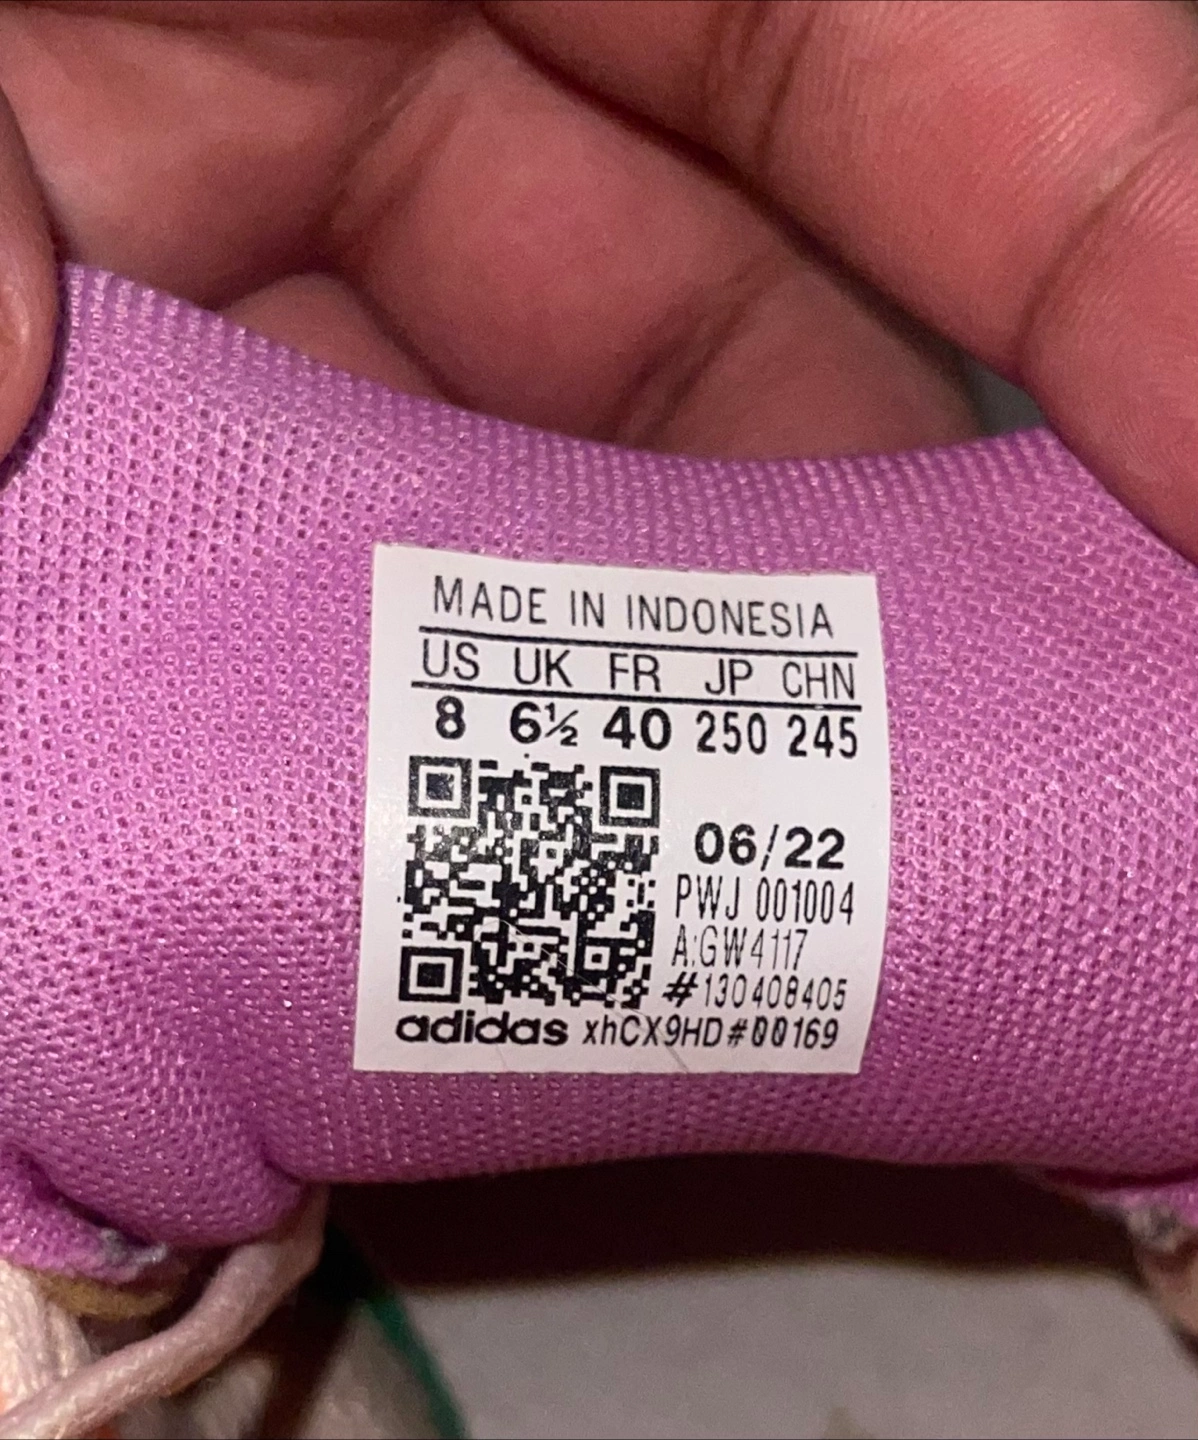 MADE IN INDONESIA
US UK FR JP CHN
8 6½ 40 250 245
06/22
PWJ 001004
A:GW4117
#130408405
adidas xhCX9HD#00169